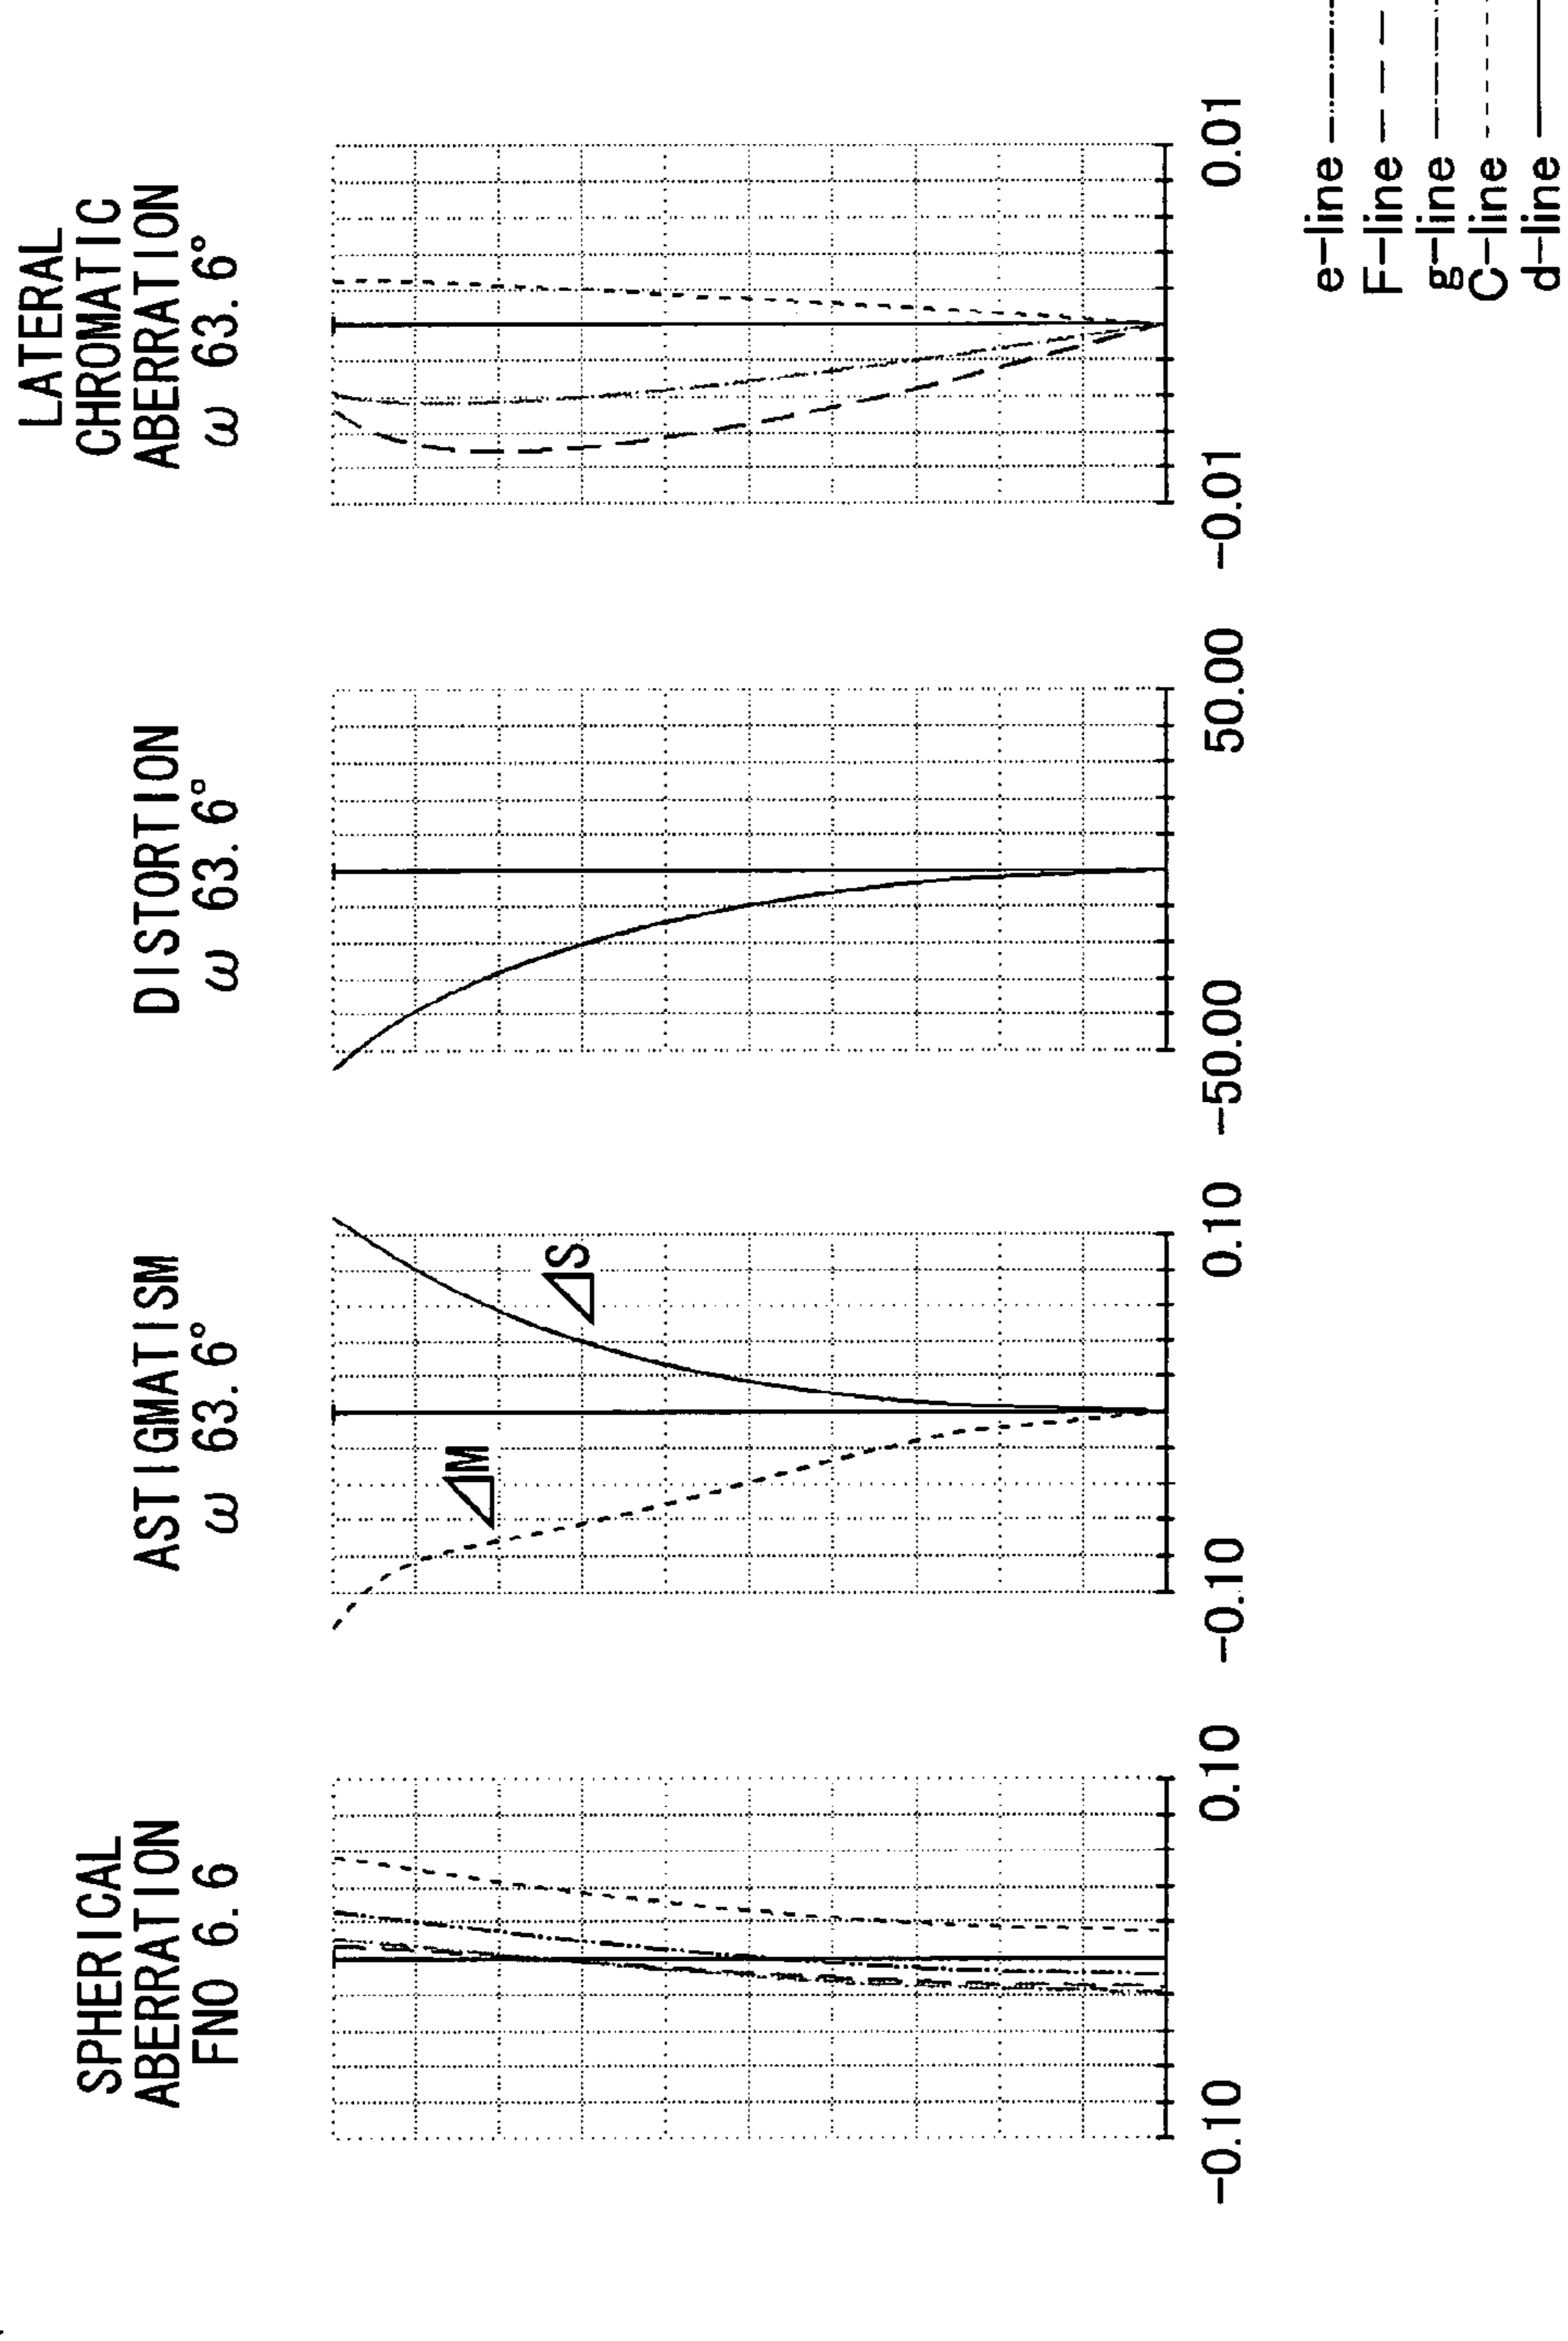 SPHERICAL
ABERRATION
FNO 6.6
-0.10
0.10
ASTIGMATISM
ω 63.6°
ΔM
ΔS
-0.10
0.10
DISTORTION
ω 63.6°
-50.00
50.00
LATERAL
CHROMATIC
ABERRATION
ω 63.6°
-0.01
0.01
e-line
F-line
g-line
C-line
d-line